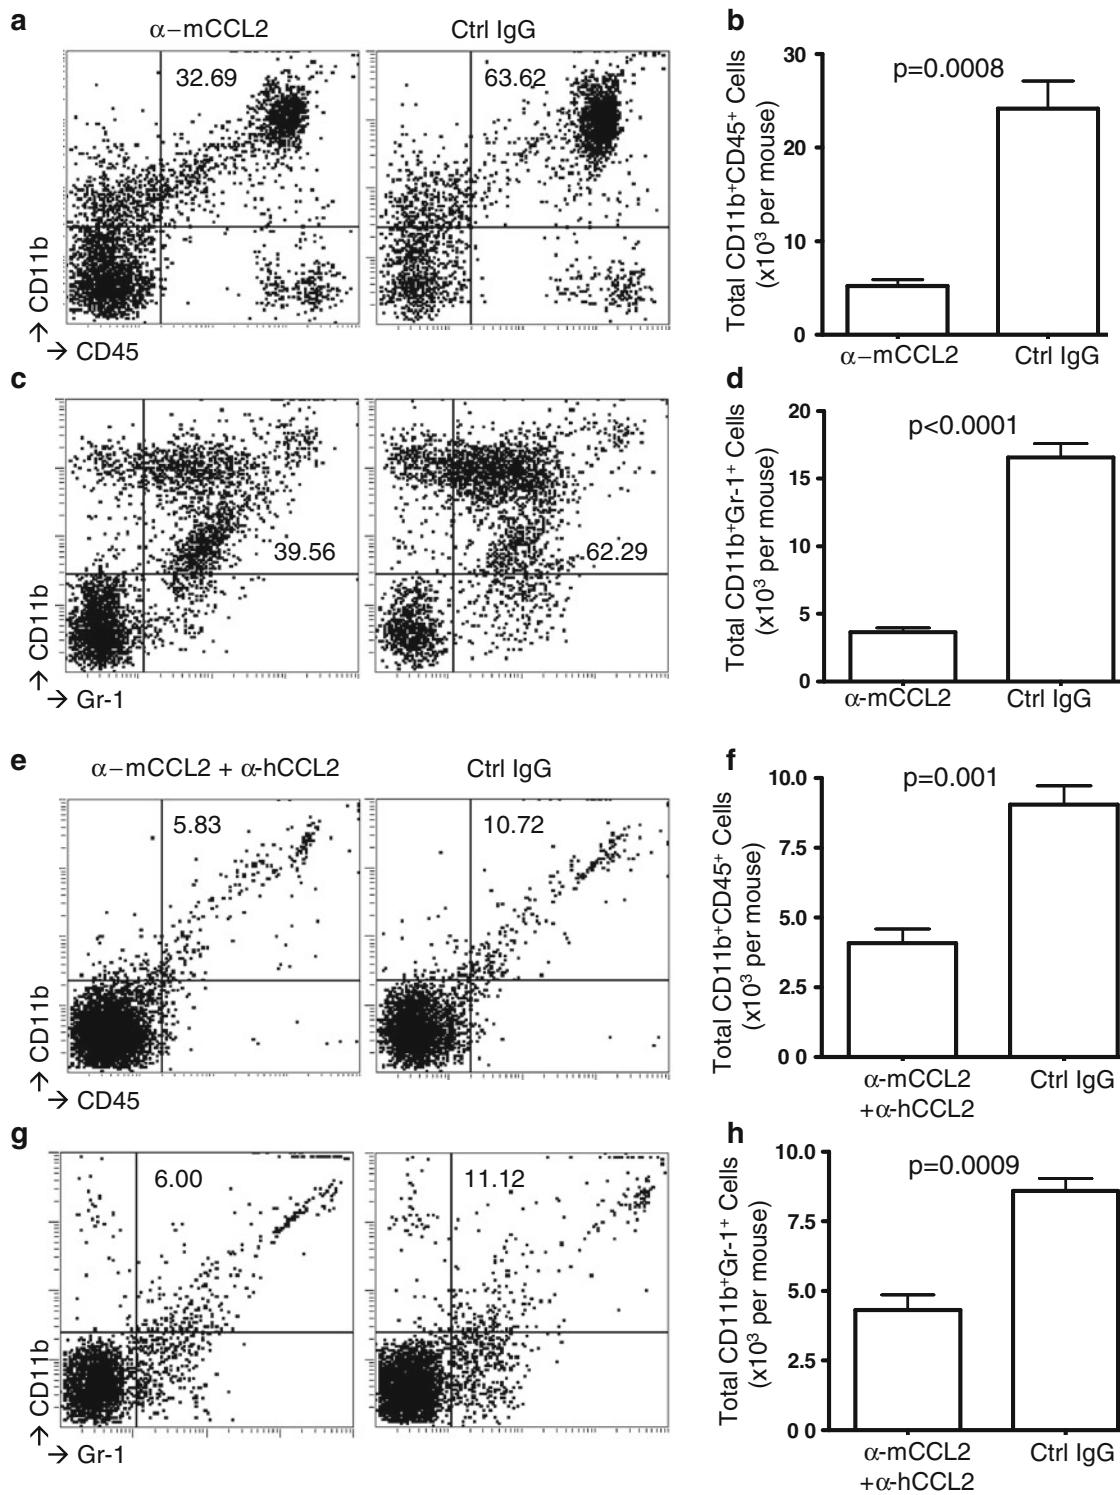 a
α–mCCL2
Ctrl IgG
32.69
63.62
→ CD11b
→ CD45
b
Total CD11b⁺CD45⁺ Cells
(x10³ per mouse)
30
20
10
0
p=0.0008
α–mCCL2
Ctrl IgG
c
39.56
62.29
→ CD11b
→ Gr-1
d
Total CD11b⁺Gr-1⁺ Cells
(x10³ per mouse)
20
15
10
5
0
p<0.0001
α-mCCL2
Ctrl IgG
e
α–mCCL2 + α-hCCL2
Ctrl IgG
5.83
10.72
→ CD11b
→ CD45
f
Total CD11b⁺CD45⁺ Cells
(x10³ per mouse)
10.0
7.5
5.0
2.5
0 0
p=0.001
α-mCCL2
+α-hCCL2
Ctrl IgG
g
6.00
11.12
→ CD11b
→ Gr-1
h
Total CD11b⁺Gr-1⁺ Cells
(x10³ per mouse)
10.0
7.5
5.0
2.5
0 0
p=0.0009
α-mCCL2
+α-hCCL2
Ctrl IgG